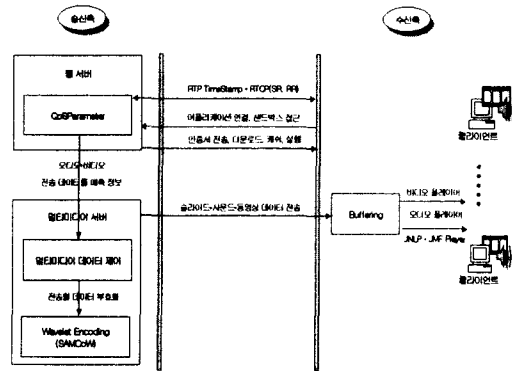 송신측
수신측
웹 서버
QoSParameter
RTP TimeStamp · RTCP(SR, RR)
어플리케이션 연결, 샌드박스 접근
인증서 전송, 다운로드, 캐쉬, 실행
클라이언트
오디오·비디오
전송 데이터율 예측 정보
멀티미디어 서버
슬라이드·사운드·동영상 데이터 전송
Buffering
비디오 플레이어
오디오 플레이어
JNLP · JMF Player
멀티미디어 데이터 제어
클라이언트
전송될 데이터 부호화
Wavelet Encoding
(SAMCoW)